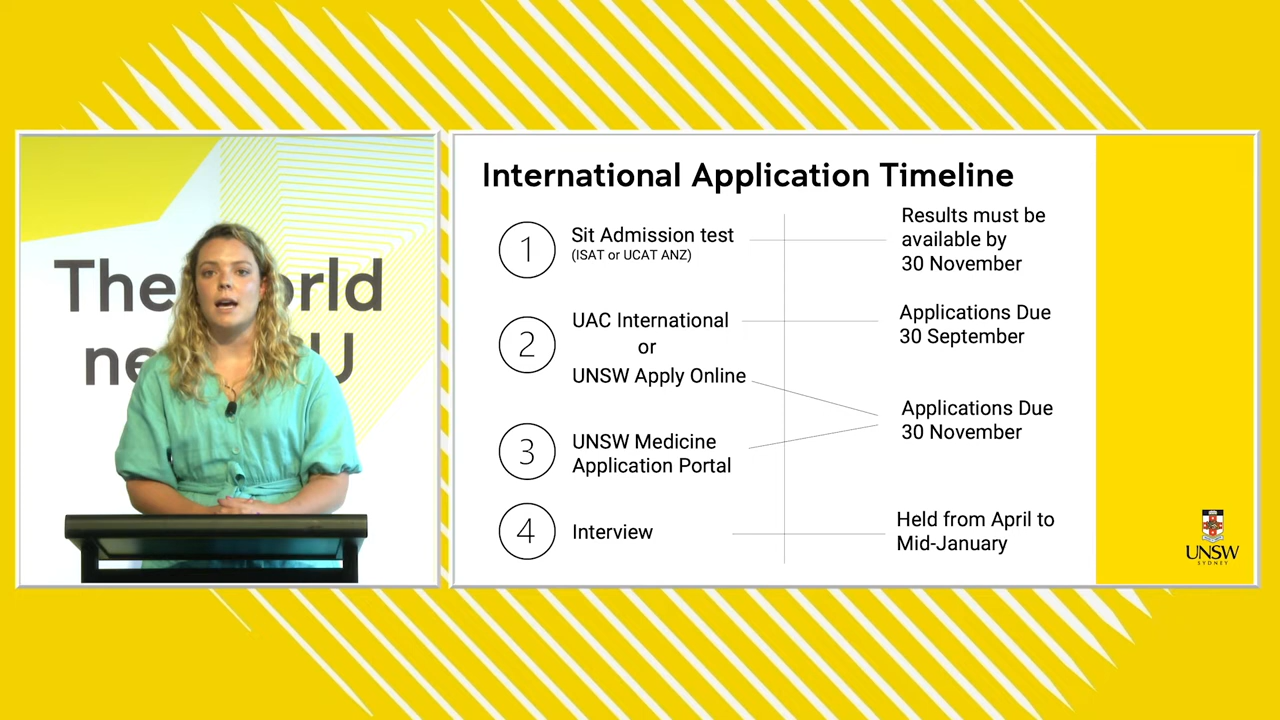 The World
International Application Timeline
1
Sit Admission test
(ISAT or UCAT ANZ)
Results must be
available by
30 November
2
UAC International
or
UNSW Apply Online
Applications Due
30 September
Applications Due
30 November
3
UNSW Medicine
Application Portal
4
Interview
Held from April to
Mid-January
UNSW
SYDNEY